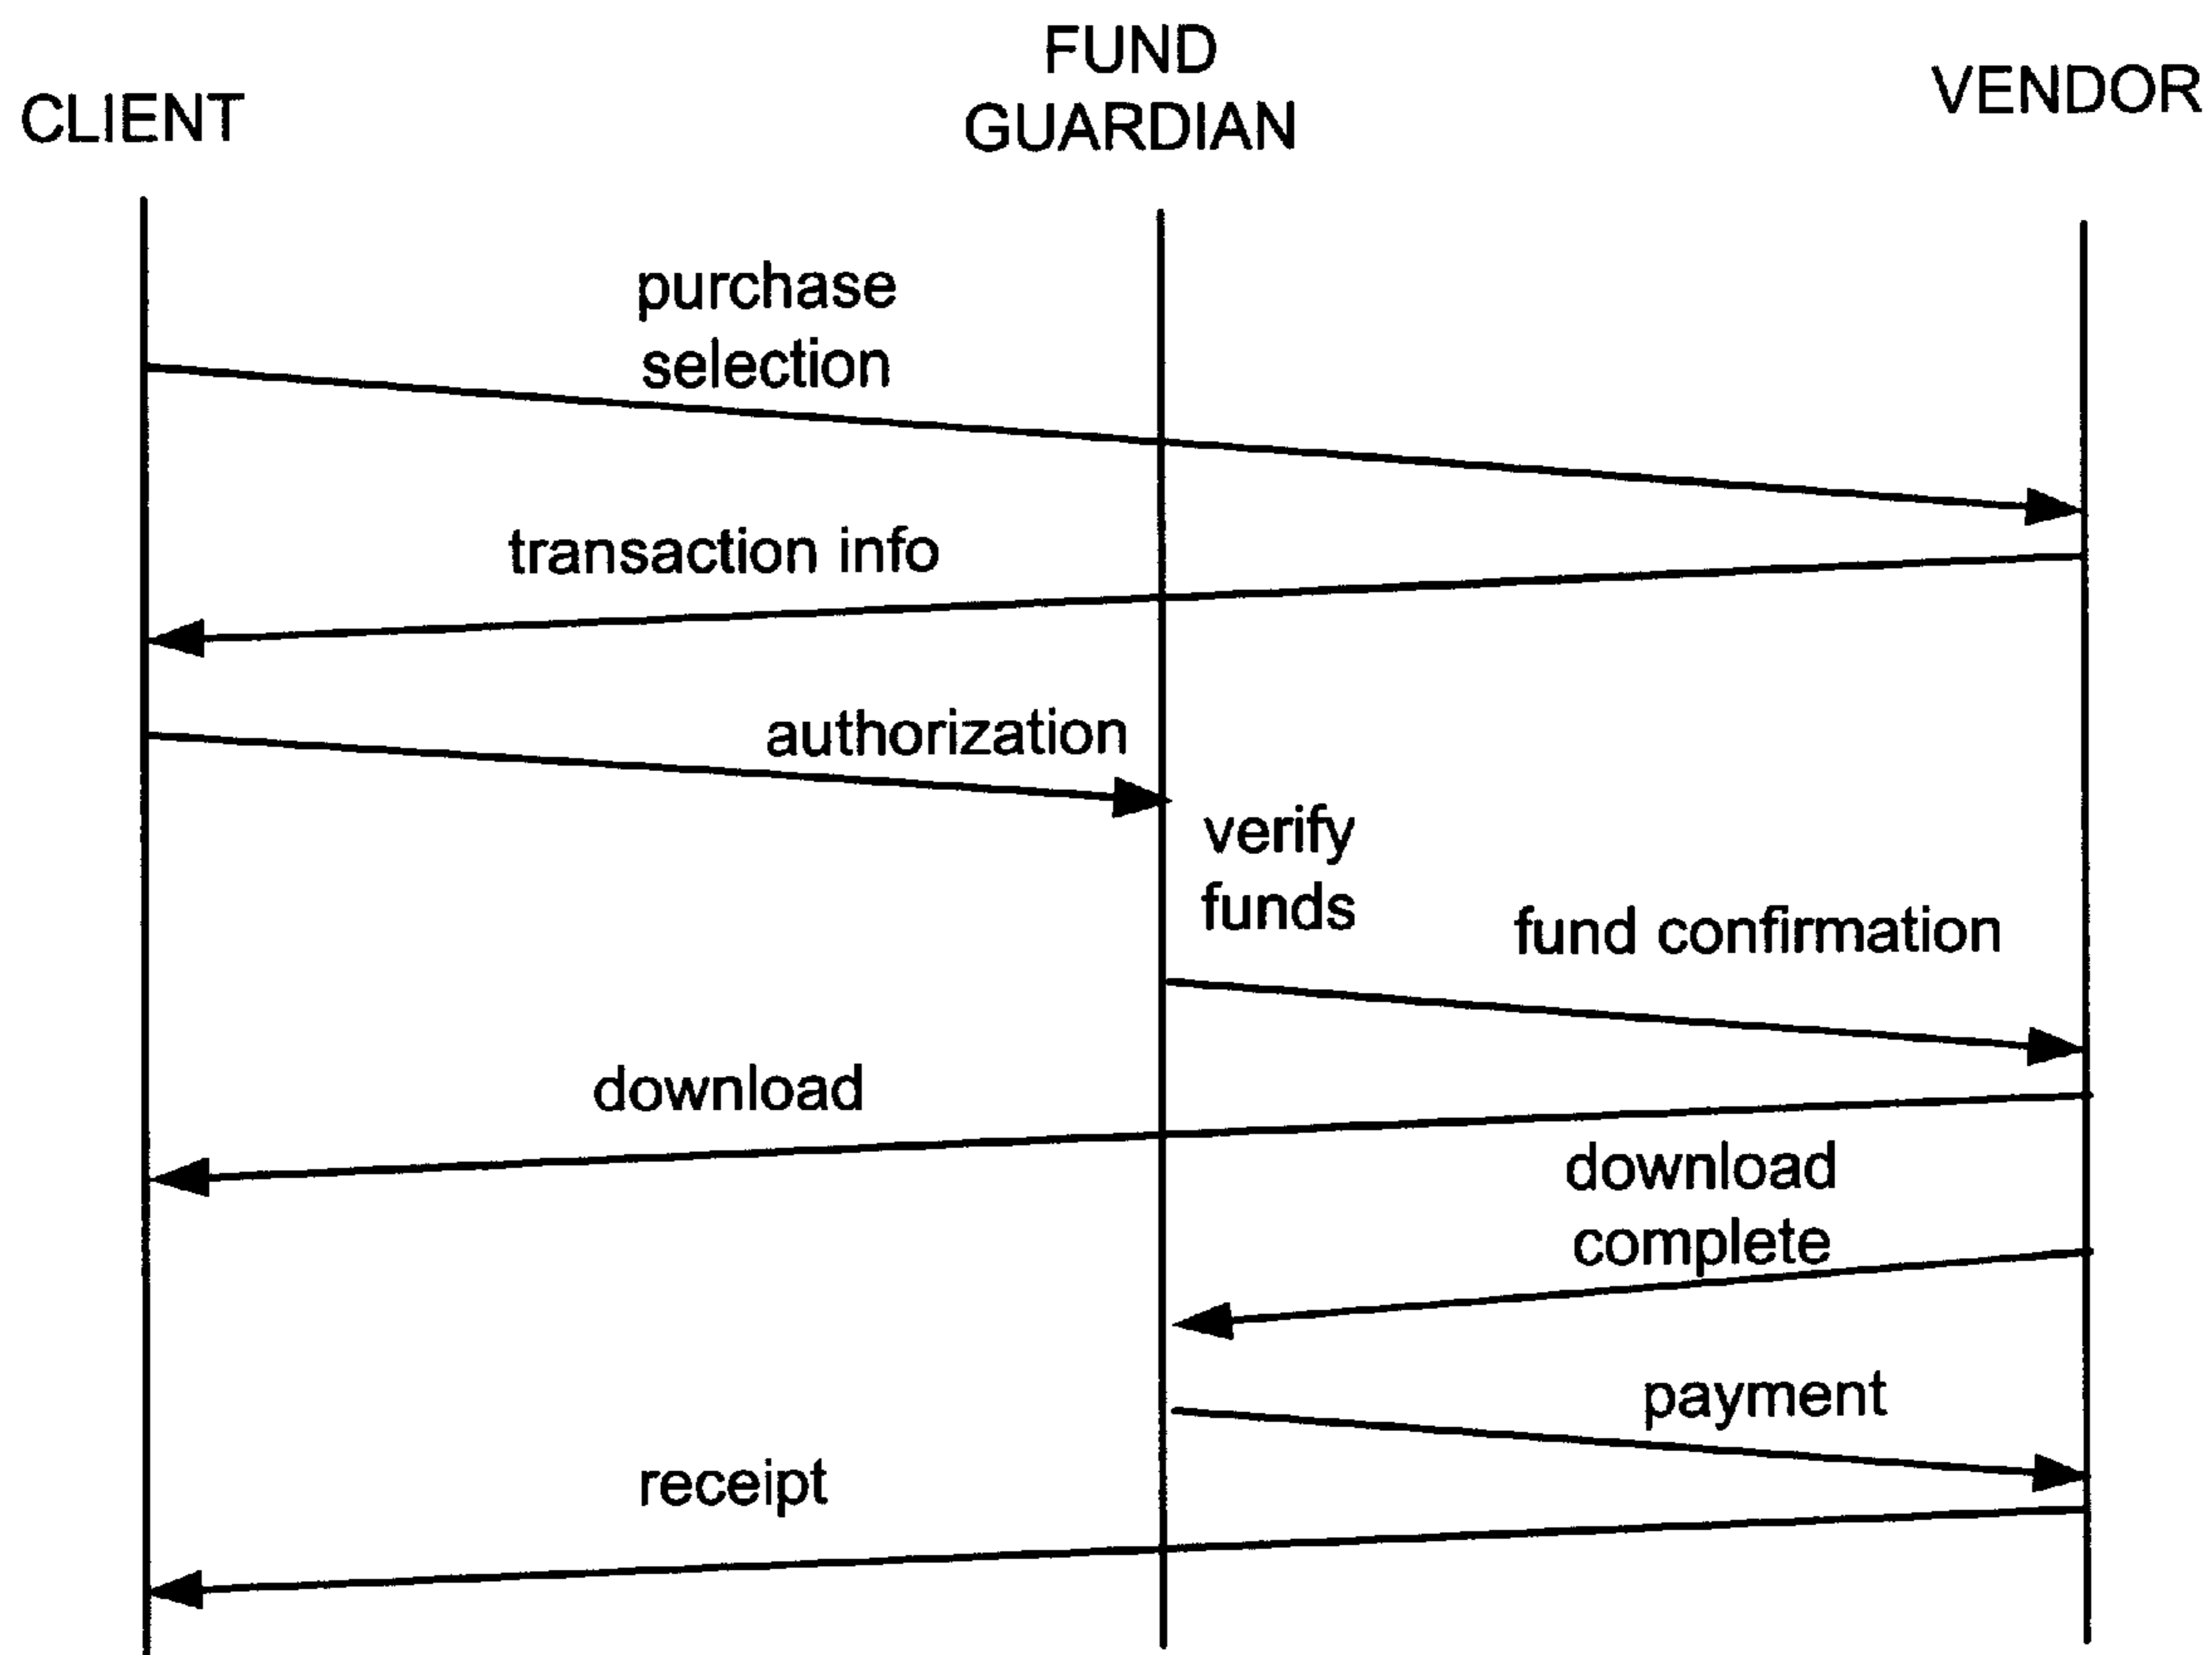 CLIENT
FUND
GUARDIAN
VENDOR
purchase
selection
transaction info
authorization
verify
funds
fund confirmation
download
download
complete
payment
receipt